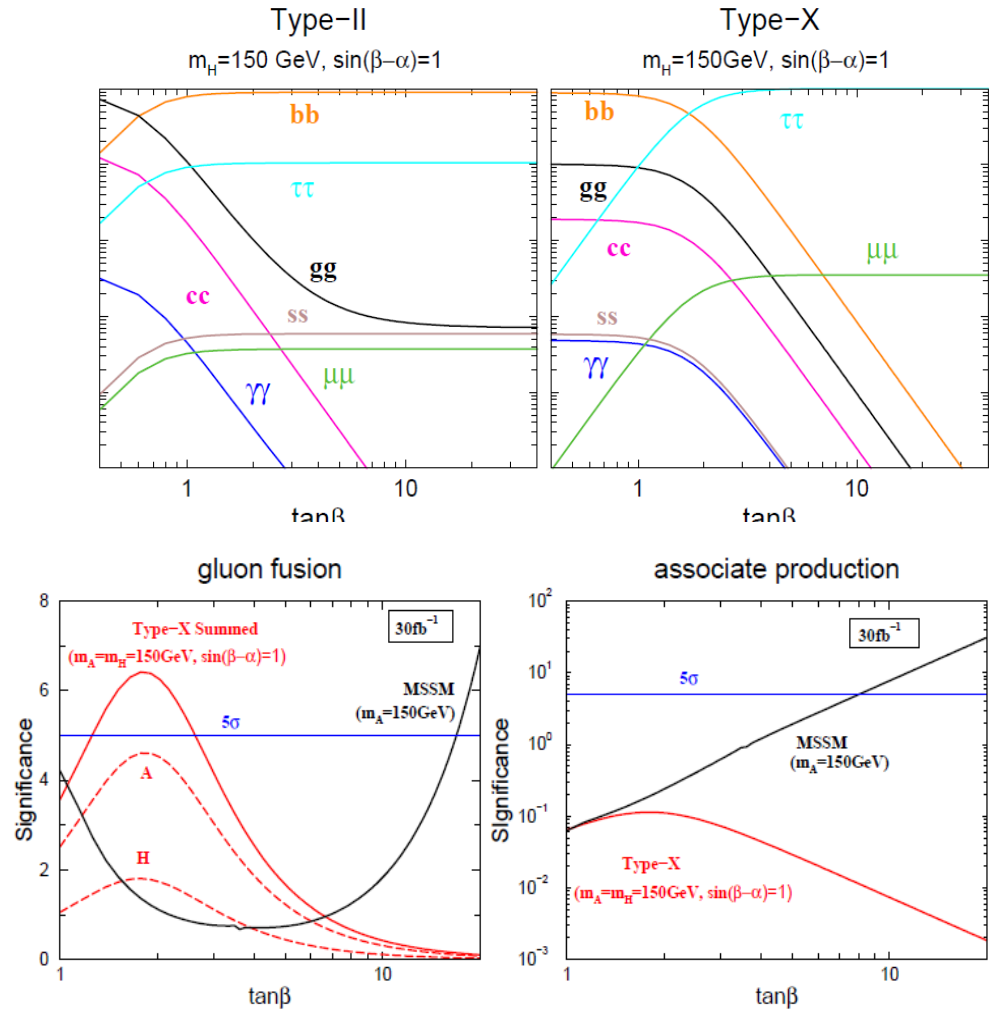 Type−II
m_H=150 GeV, sin(β−α)=1
bb
ττ
gg
cc
ss
γγ
μμ
1
10
tanβ
Type−X
m_H=150GeV, sin(β−α)=1
bb
ττ
gg
cc
μμ
ss
γγ
1
10
tanβ
gluon fusion
8
6
4
2
0
Significance
Type−X Summed
(m_A=m_H=150GeV, sin(β−α)=1)
30fb⁻¹
MSSM
(m_A=150GeV)
5σ
A
H
1
10
tanβ
associate production
10²
10¹
10⁰
10⁻¹
10⁻²
10⁻³
SIgnificance
30fb⁻¹
5σ
MSSM
(m_A=150GeV)
Type−X
(m_A=m_H=150GeV, sin(β−α)=1)
1
10
tanβ